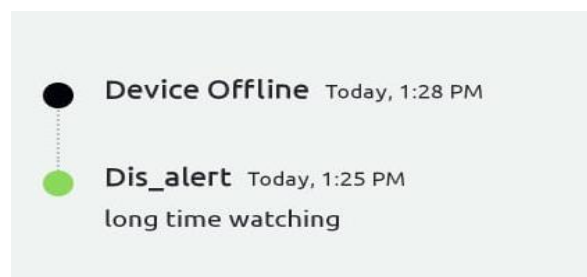 Device Offline Today, 1:28 PM
Dis_alert Today, 1:25 PM
long time watching